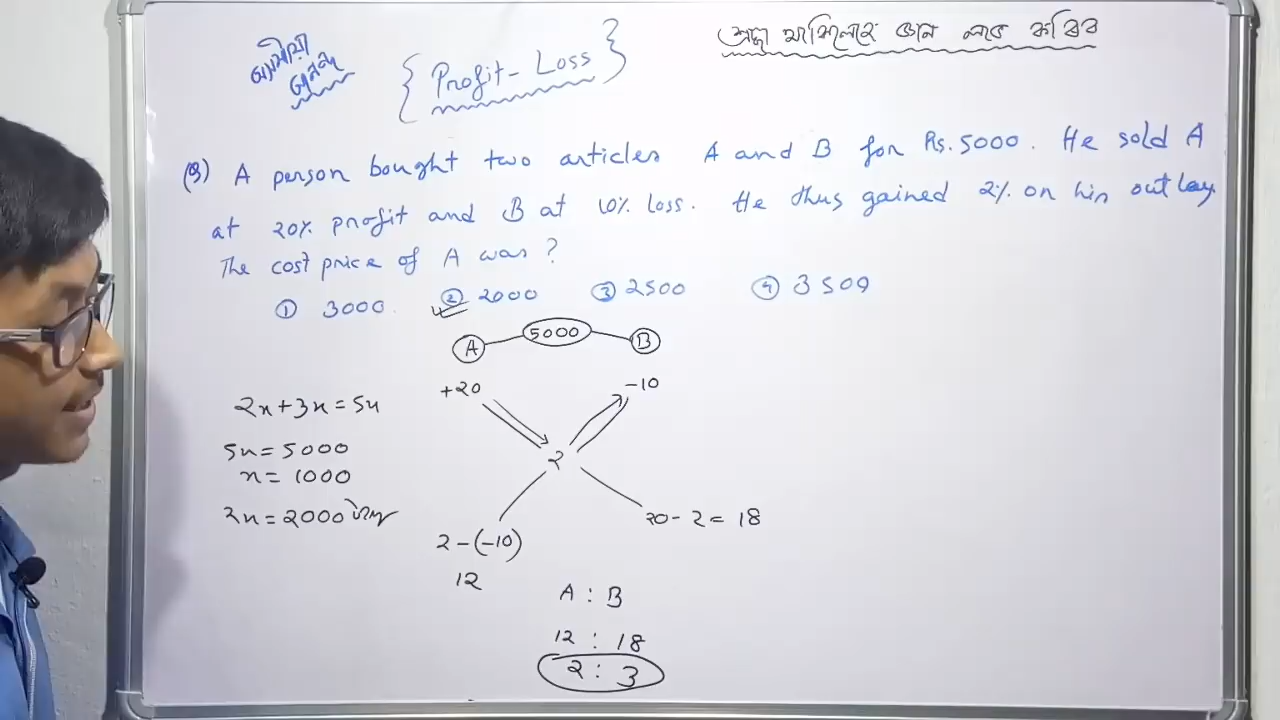 { Profit - Loss }
(Q) A person bought two articles A and B for Rs. 5000. He sold A
at 20% profit and B at 10% loss. He thus gained 2% on his outlay.
The cost price of A was ?
① 3000. ② 2000 ③ 2500 ④ 3500
A 5000 B
+20 -10
2x+3x=5x
5x=5000
2
x=1000
2x=2000
20-2=18
2-(-10)
12
A : B
12 : 18
2 : 3